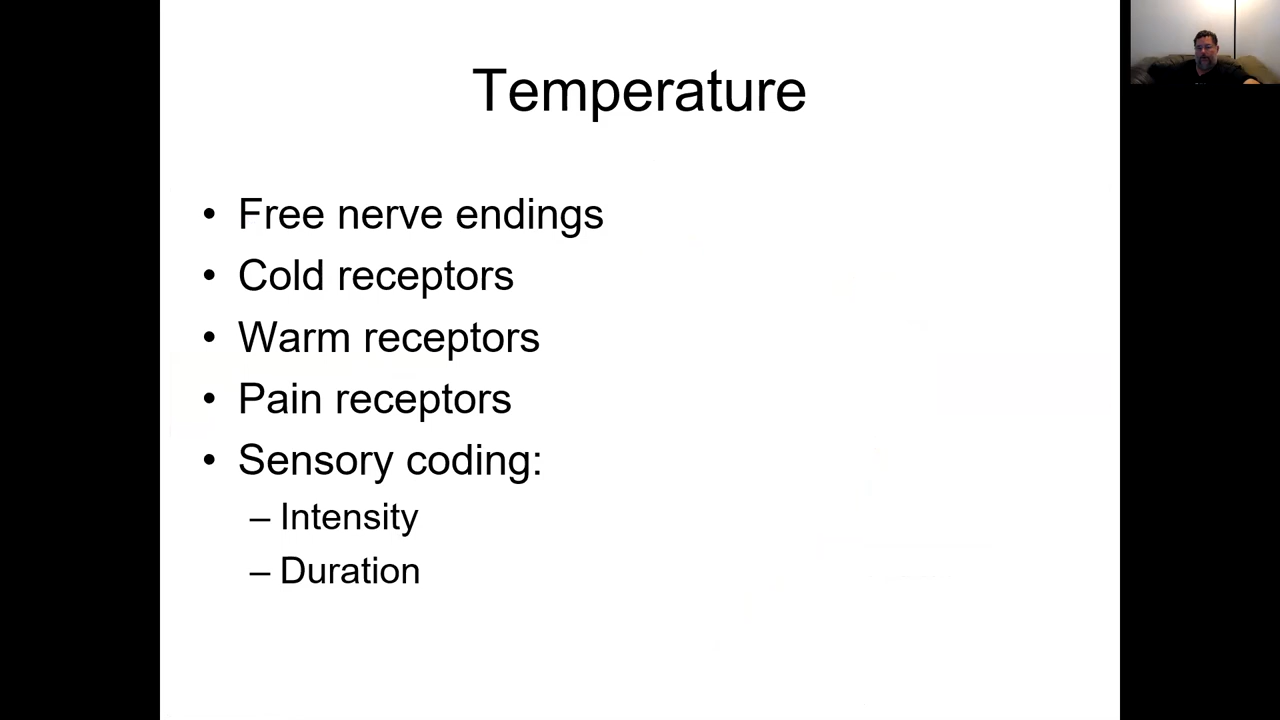 Temperature
• Free nerve endings
• Cold receptors
• Warm receptors
• Pain receptors
• Sensory coding:
– Intensity
– Duration